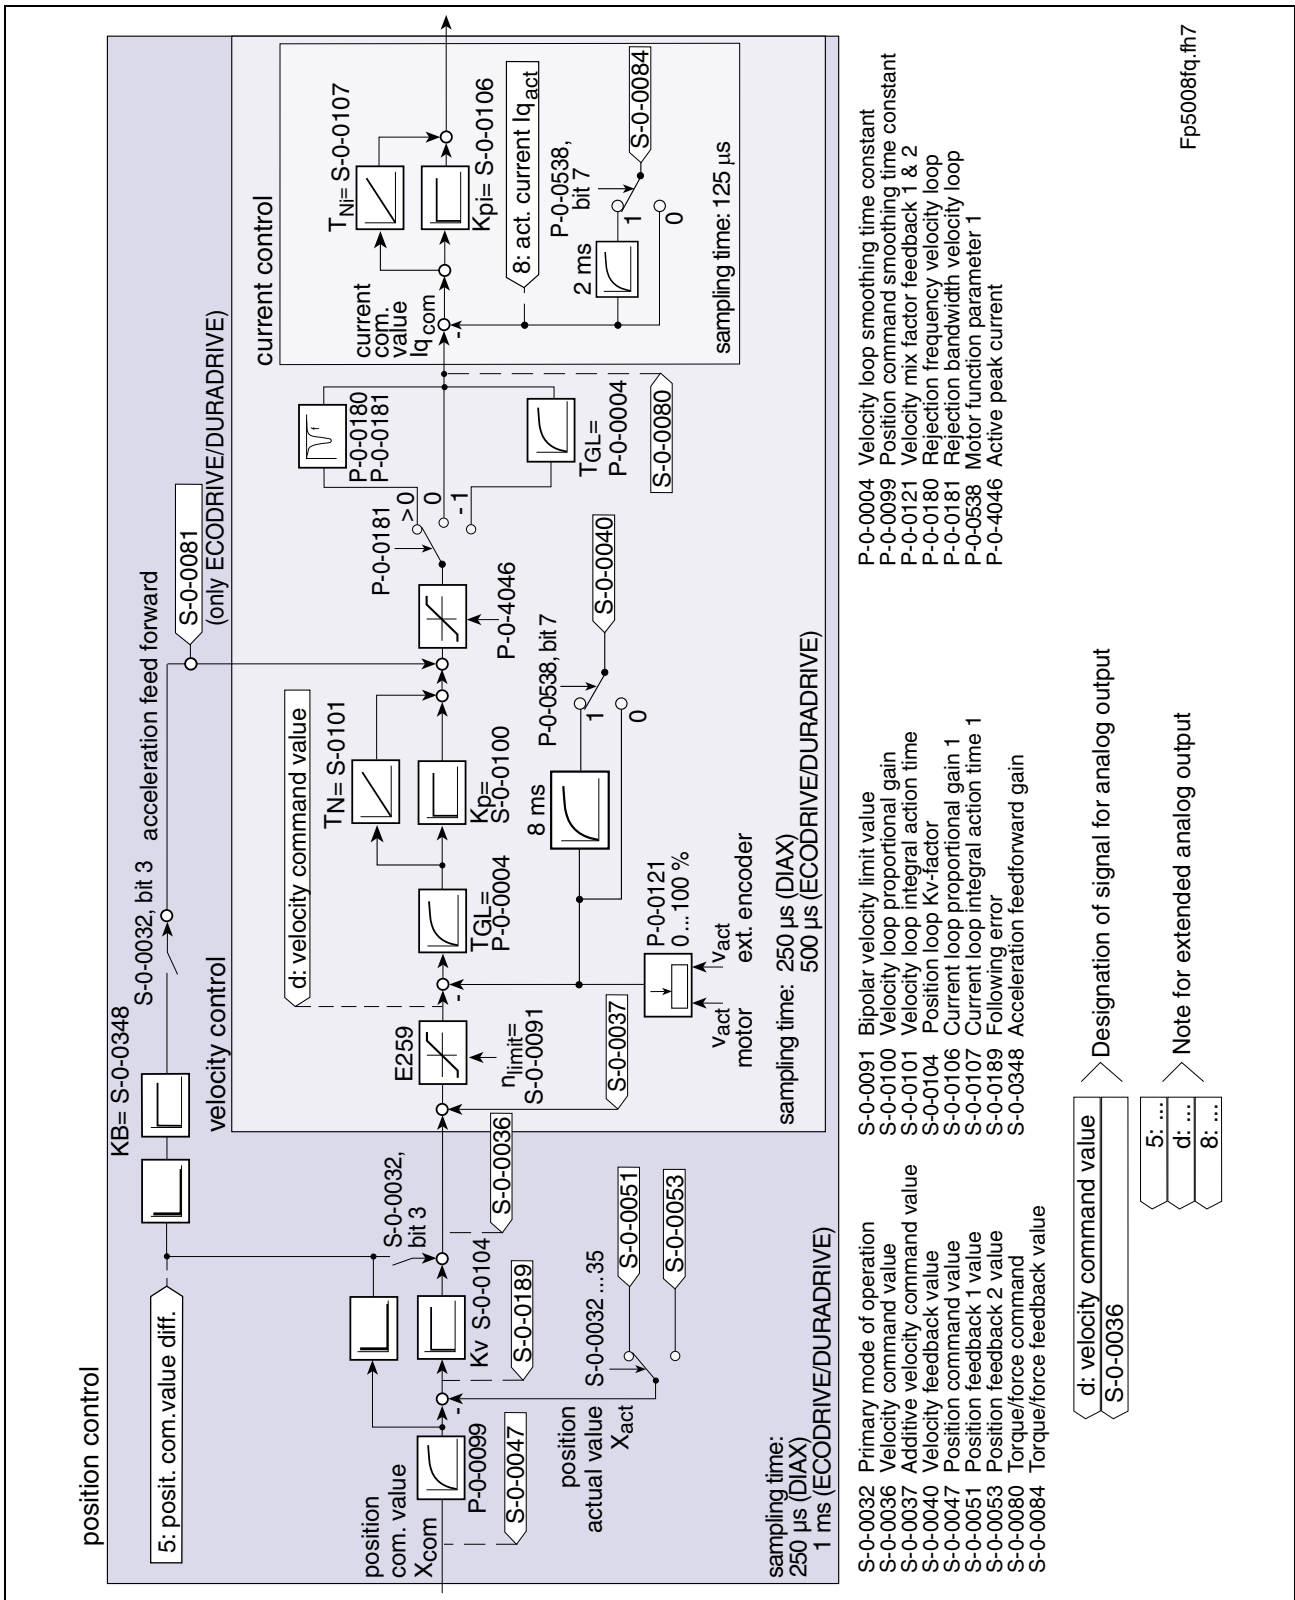 position control
5: posit. com.value diff.
KB= S-0-0348
S-0-0032, bit 3
acceleration feed forward
S-0-0081
(only ECODRIVE/DURADRIVE)
velocity control
d: velocity command value
TN= S-0101
current control
TNi= S-0-0107
position
com. value
Xcom
P-0-0099
S-0-0047
Kv S-0-0104
S-0-0189
S-0-0032,
bit 3
S-0-0036
E259
nlimit=
S-0-0091
TGL=
P-0-0004
Kp=
S-0-0100
P-0-4046
P-0-0181
>0
0
- 1
P-0-0180
P-0-0181
TGL=
P-0-0004
S-0-0080
current
com.
value
Iqcom
Kpi= S-0-0106
8: act. current Iqact
P-0-0538,
bit 7
2 ms
1
0
S-0-0084
sampling time: 125 µs
position
actual value
Xact
S-0-0032 ...35
S-0-0051
S-0-0053
S-0-0037
P-0-0121
0 ... 100 %
vact
motor
vact
ext. encoder
8 ms
P-0-0538, bit 7
1
0
S-0-0040
sampling time:
250 µs (DIAX)
1 ms (ECODRIVE/DURADRIVE)
sampling time: 250 µs (DIAX)
500 µs (ECODRIVE/DURADRIVE)
S-0-0032 Primary mode of operation
S-0-0036 Velocity command value
S-0-0037 Additive velocity command value
S-0-0040 Velocity feedback value
S-0-0047 Position command value
S-0-0051 Position feedback 1 value
S-0-0053 Position feedback 2 value
S-0-0080 Torque/force command
S-0-0084 Torque/force feedback value
S-0-0091 Bipolar velocity limit value
S-0-0100 Velocity loop proportional gain
S-0-0101 Velocity loop integral action time
S-0-0104 Position loop Kv-factor
S-0-0106 Current loop proportional gain 1
S-0-0107 Current loop integral action time 1
S-0-0189 Following error
S-0-0348 Acceleration feedforward gain
P-0-0004 Velocity loop smoothing time constant
P-0-0099 Position command smoothing time constant
P-0-0121 Velocity mix factor feedback 1 & 2
P-0-0180 Rejection frequency velocity loop
P-0-0181 Rejection bandwidth velocity loop
P-0-0538 Motor function parameter 1
P-0-4046 Active peak current
d: velocity command value
S-0-0036
Designation of signal for analog output
5: ...
d: ...
8: ...
Note for extended analog output
Fp5008fq.fh7